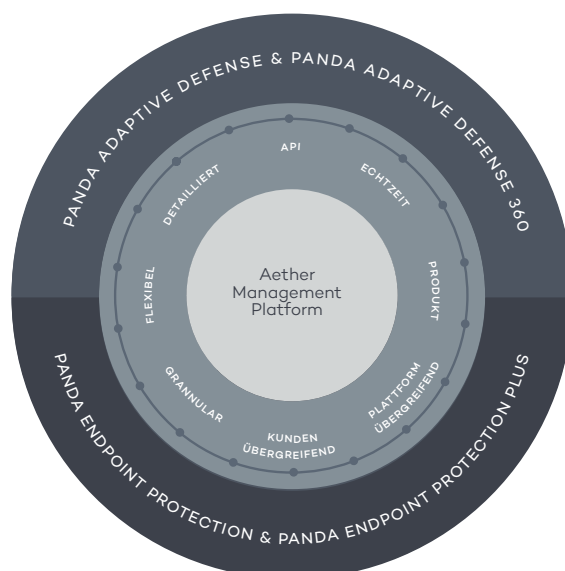 PANDA ADAPTIVE DEFENSE & PANDA ADAPTIVE DEFENSE 360
API
ECHTZEIT
PRODUKT
PLATTFORM
ÜBERGREIFEND
KUNDEN
ÜBERGREIFEND
GRANNULAR
FLEXIBEL
DETAILLIERT
Aether
Management
Platform
PANDA ENDPOINT PROTECTION & PANDA ENDPOINT PROTECTION PLUS